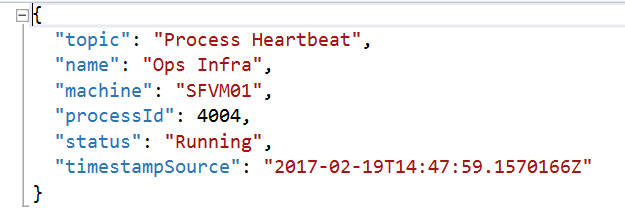 {
"topic": "Process Heartbeat",
"name": "Ops Infra",
"machine": "SFVM01",
"processId": 4004,
"status": "Running",
"timestampSource": "2017-02-19T14:47:59.1570166Z"
}